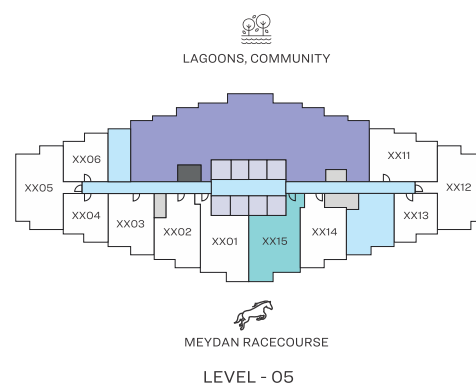 LAGOONS, COMMUNITY
XX06
XX11
XX05
XX12
XX04
XX03
XX02
XX01
XX15
XX14
XX13
MEYDAN RACECOURSE
LEVEL - 05